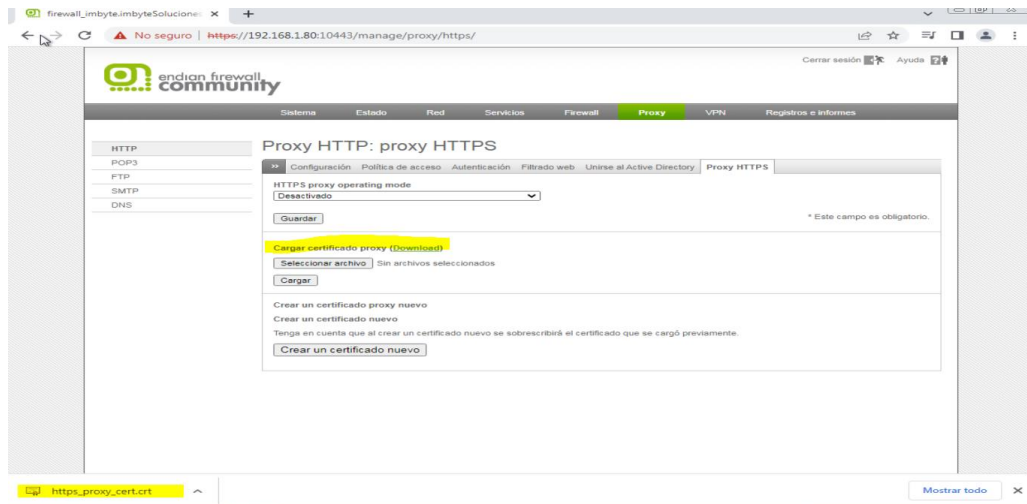 firewall_imbyte.imbyteSolucione
No seguro | https://192.168.1.80:10443/manage/proxy/https/
Cerrar sesión Ayuda
endian firewall
community
Sistema Estado Red Servicios Firewall Proxy VPN Registros e informes
HTTP
POP3
FTP
SMTP
DNS
Proxy HTTP: proxy HTTPS
>> Configuración Política de acceso Autenticación Filtrado web Unirse al Active Directory Proxy HTTPS
HTTPS proxy operating mode
Desactivado
Guardar
* Este campo es obligatorio.
Cargar certificado proxy (Download)
Seleccionar archivo Sin archivos seleccionados
Cargar
Crear un certificado proxy nuevo
Crear un certificado nuevo
Tenga en cuenta que al crear un certificado nuevo se sobrescribirá el certificado que se cargó previamente.
Crear un certificado nuevo
https_proxy_cert.crt
Mostrar todo